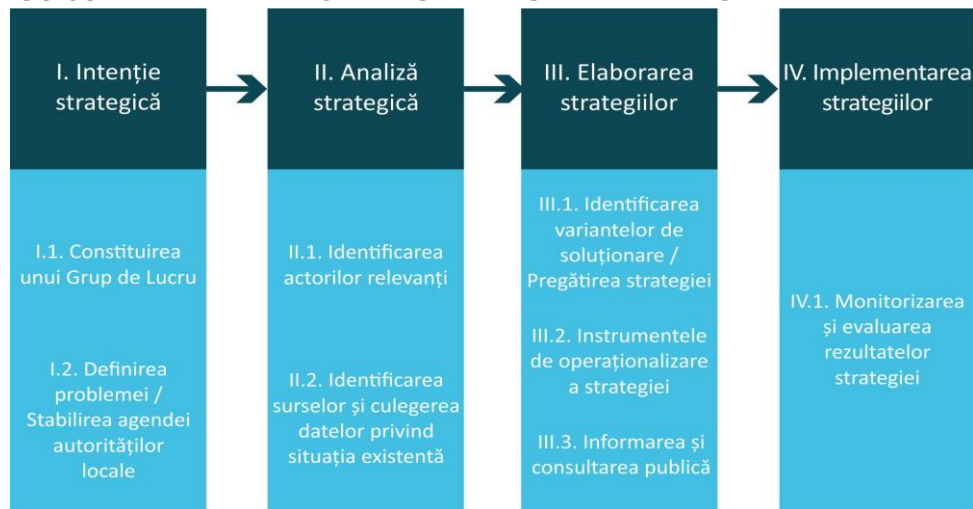 I. Intenție
strategică
I.1. Constituirea
unui Grup de Lucru
I.2. Definirea
problemei /
Stabilirea agendei
autorităților
locale
II. Analiză
strategică
II.1. Identificarea
actorilor relevanți
II.2. Identificarea
surselor și culegerea
datelor privind
situația existentă
III. Elaborarea
strategiilor
III.1. Identificarea
variantelor de
soluționare /
Pregătirea strategiei
III.2. Instrumentele
de operaționalizare
a strategiei
III.3. Informarea și
consultarea publică
IV. Implementarea
strategiilor
IV.1. Monitorizarea
și evaluarea
rezultatelor
strategiei